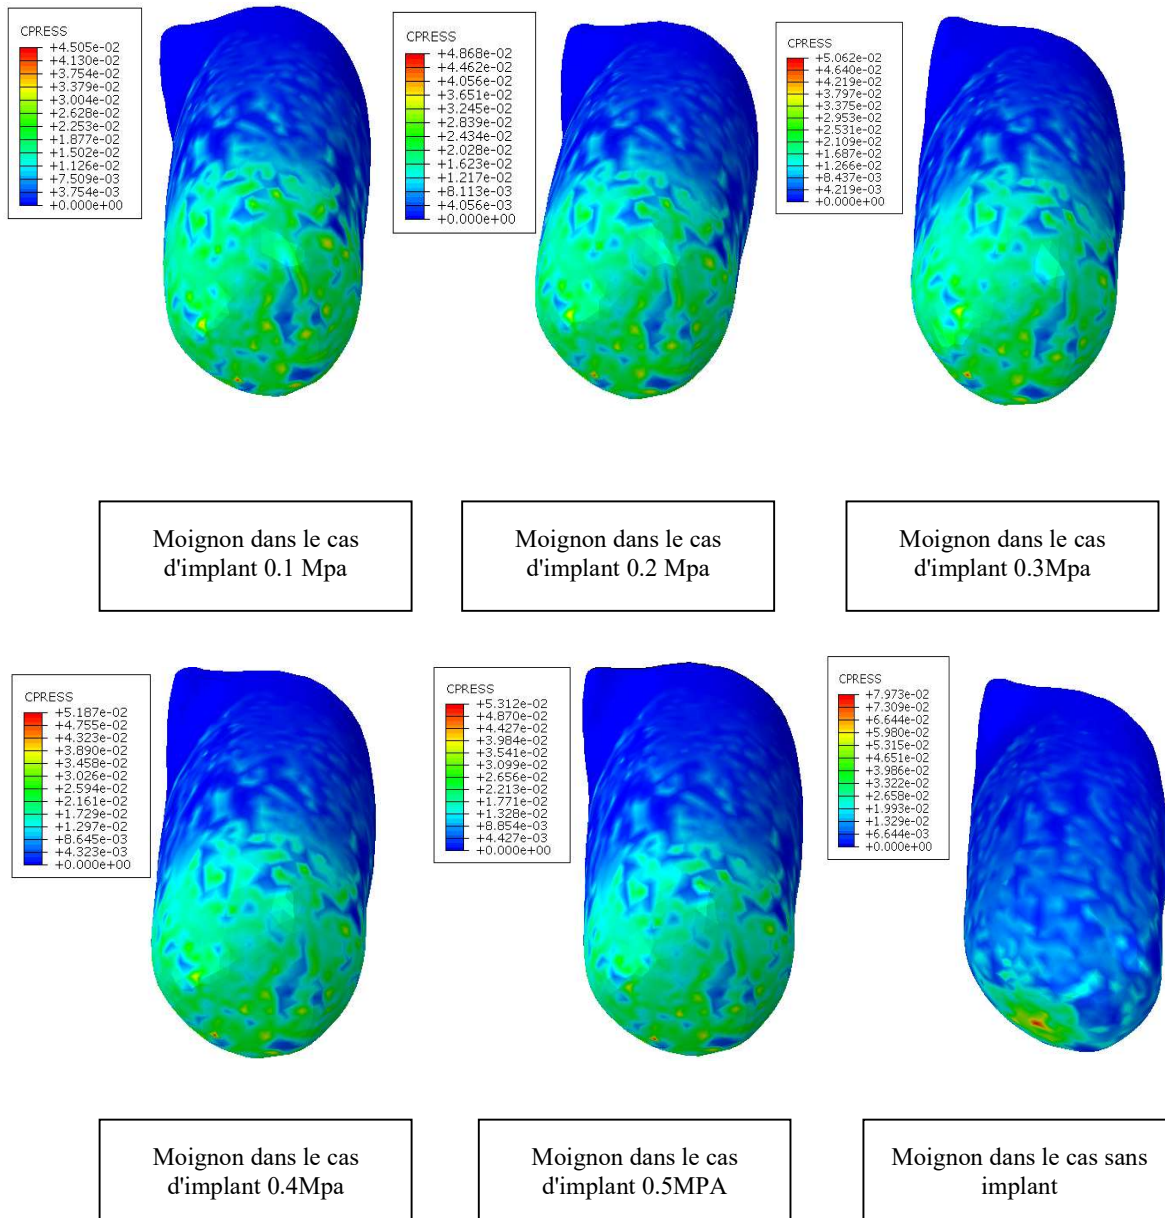 CPRESS
+4.505e-02
+4.130e-02
+3.754e-02
+3.379e-02
+3.004e-02
+2.628e-02
+2.253e-02
+1.877e-02
+1.502e-02
+1.126e-02
+7.509e-03
+3.754e-03
+0.000e+00
CPRESS
+4.868e-02
+4.462e-02
+4.056e-02
+3.651e-02
+3.245e-02
+2.839e-02
+2.434e-02
+2.028e-02
+1.623e-02
+1.217e-02
+8.113e-03
+4.056e-03
+0.000e+00
CPRESS
+5.062e-02
+4.640e-02
+4.219e-02
+3.797e-02
+3.375e-02
+2.953e-02
+2.531e-02
+2.109e-02
+1.687e-02
+1.266e-02
+8.437e-03
+4.219e-03
+0.000e+00
Moignon dans le cas
d'implant 0.1 Mpa
Moignon dans le cas
d'implant 0.2 Mpa
Moignon dans le cas
d'implant 0.3Mpa
CPRESS
+5.187e-02
+4.755e-02
+4.323e-02
+3.890e-02
+3.458e-02
+3.026e-02
+2.594e-02
+2.161e-02
+1.729e-02
+1.297e-02
+8.645e-03
+4.323e-03
+0.000e+00
CPRESS
+5.312e-02
+4.870e-02
+4.427e-02
+3.984e-02
+3.541e-02
+3.099e-02
+2.656e-02
+2.213e-02
+1.771e-02
+1.328e-02
+8.854e-03
+4.427e-03
+0.000e+00
CPRESS
+7.973e-02
+7.309e-02
+6.644e-02
+5.980e-02
+5.315e-02
+4.651e-02
+3.986e-02
+3.322e-02
+2.658e-02
+1.993e-02
+1.329e-02
+6.644e-03
+0.000e+00
Moignon dans le cas
d'implant 0.4Mpa
Moignon dans le cas
d'implant 0.5MPA
Moignon dans le cas sans
implant